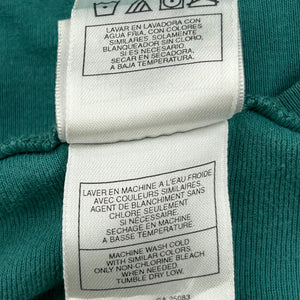 LAVAR EN LAVADORA CON
AGUA FRIA, CON COLORES
SIMILARES. SOLAMENTE
BLANQUEADOR SIN CLORO,
SI ES NECESARIO
SECAR EN SECADORA,
A BAJA TEMPERATURA.
LAVER EN MACHINE A L'EAU FROIDE
AVEC COULEURS SIMILAIRES
AGENT DE BLANCHIMENT SANS
CHLORE SEULEMENT
SI NÉCESSAIRE
SECHAGE EN MACHINE
A BASSE TEMPERATURE.
MACHINE WASH COLD
WITH SIMILAR COLORS.
ONLY NON-CHLORINE BLEACH
WHEN NEEDED.
TUMBLE DRY LOW.